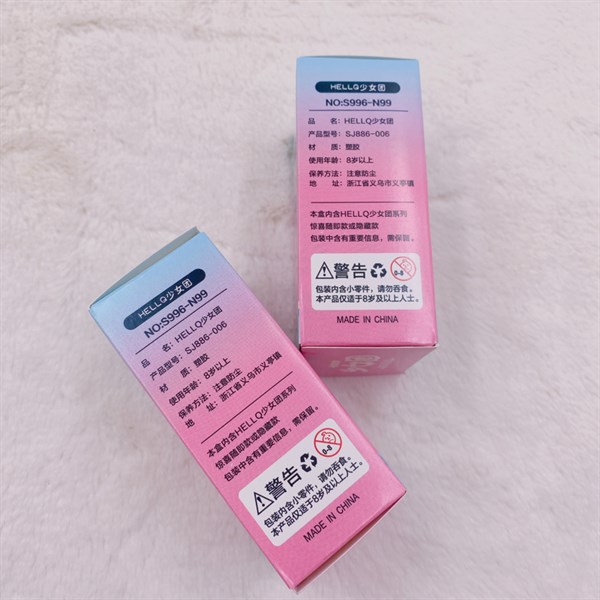 HELLQ少女团
NO:S996-N99
品 名：HELLQ少女团
产品型号：SJ886-006
材 质：塑胶
使用年龄：8岁以上
保养方法：注意防尘
地 址：浙江省义乌市义亭镇
本盒内含HELLQ少女团系列
惊喜随即款或隐藏款
包装中含有重要信息，需保留。
警告
0-8
包装内含小零件，请勿吞食。
本产品仅适于8岁及以上人士。
MADE IN CHINA
HELLQ少女团
NO:S996-N99
品 名：HELLQ少女团
产品型号：SJ886-006
材 质：塑胶
使用年龄：8岁以上
保养方法：注意防尘
地 址：浙江省义乌市义亭镇
本盒内含HELLQ少女团系列
惊喜随即款或隐藏款
包装中含有重要信息，需保留。
警告
0-8
包装内含小零件，请勿吞食。
本产品仅适于8岁及以上人士。
MADE IN CHINA